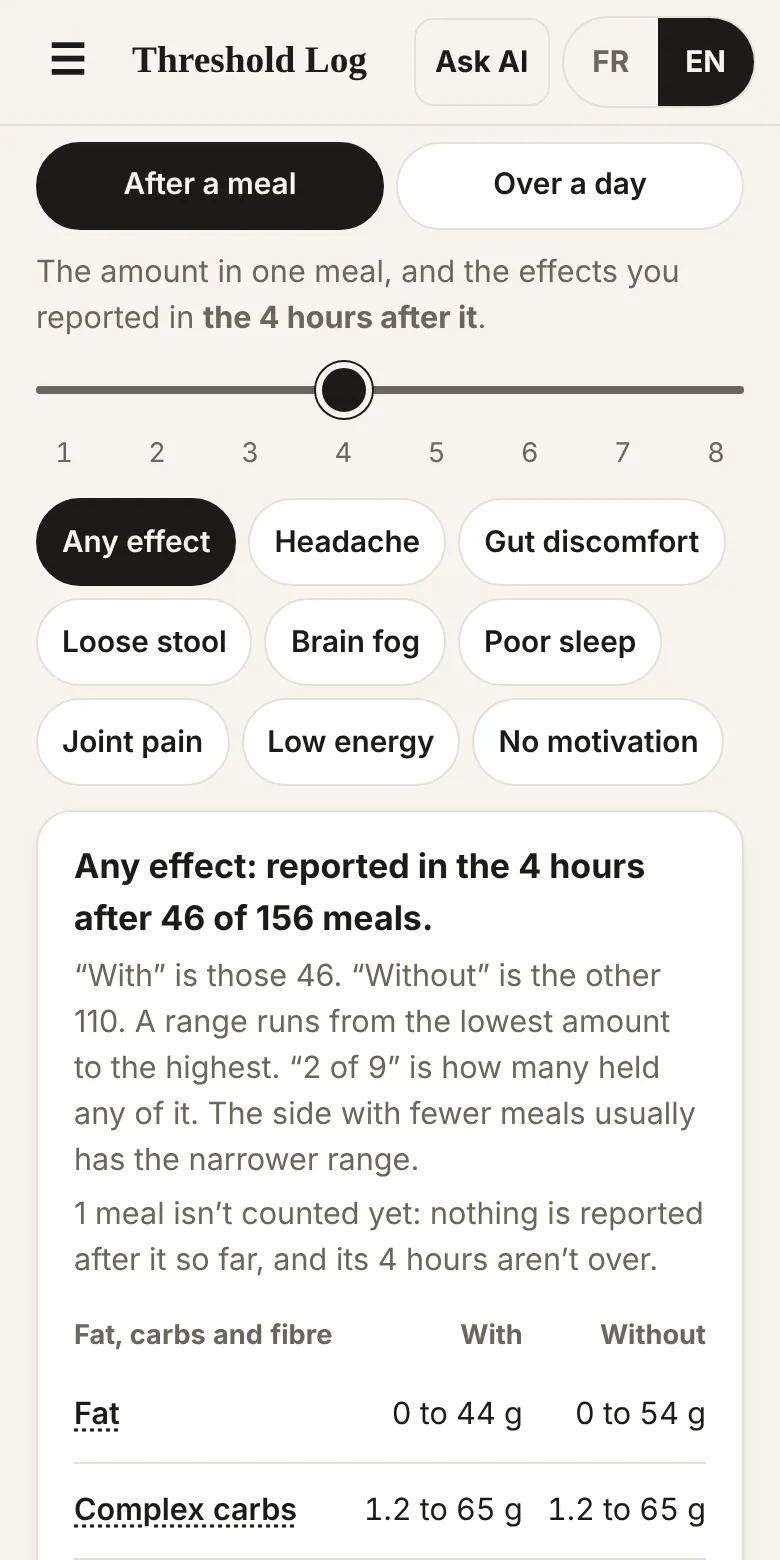 ☰ Threshold Log Ask AI FR EN
After a meal Over a day
The amount in one meal, and the effects you
reported in the 4 hours after it.
1 2 3 4 5 6 7 8
Any effect Headache Gut discomfort
Loose stool Brain fog Poor sleep
Joint pain Low energy No motivation
Any effect: reported in the 4 hours
after 46 of 156 meals.
“With” is those 46. “Without” is the other
110. A range runs from the lowest amount
to the highest. “2 of 9” is how many held
any of it. The side with fewer meals usually
has the narrower range.
1 meal isn’t counted yet: nothing is reported
after it so far, and its 4 hours aren’t over.
Fat, carbs and fibre With Without
Fat 0 to 44 g 0 to 54 g
Complex carbs 1.2 to 65 g 1.2 to 65 g